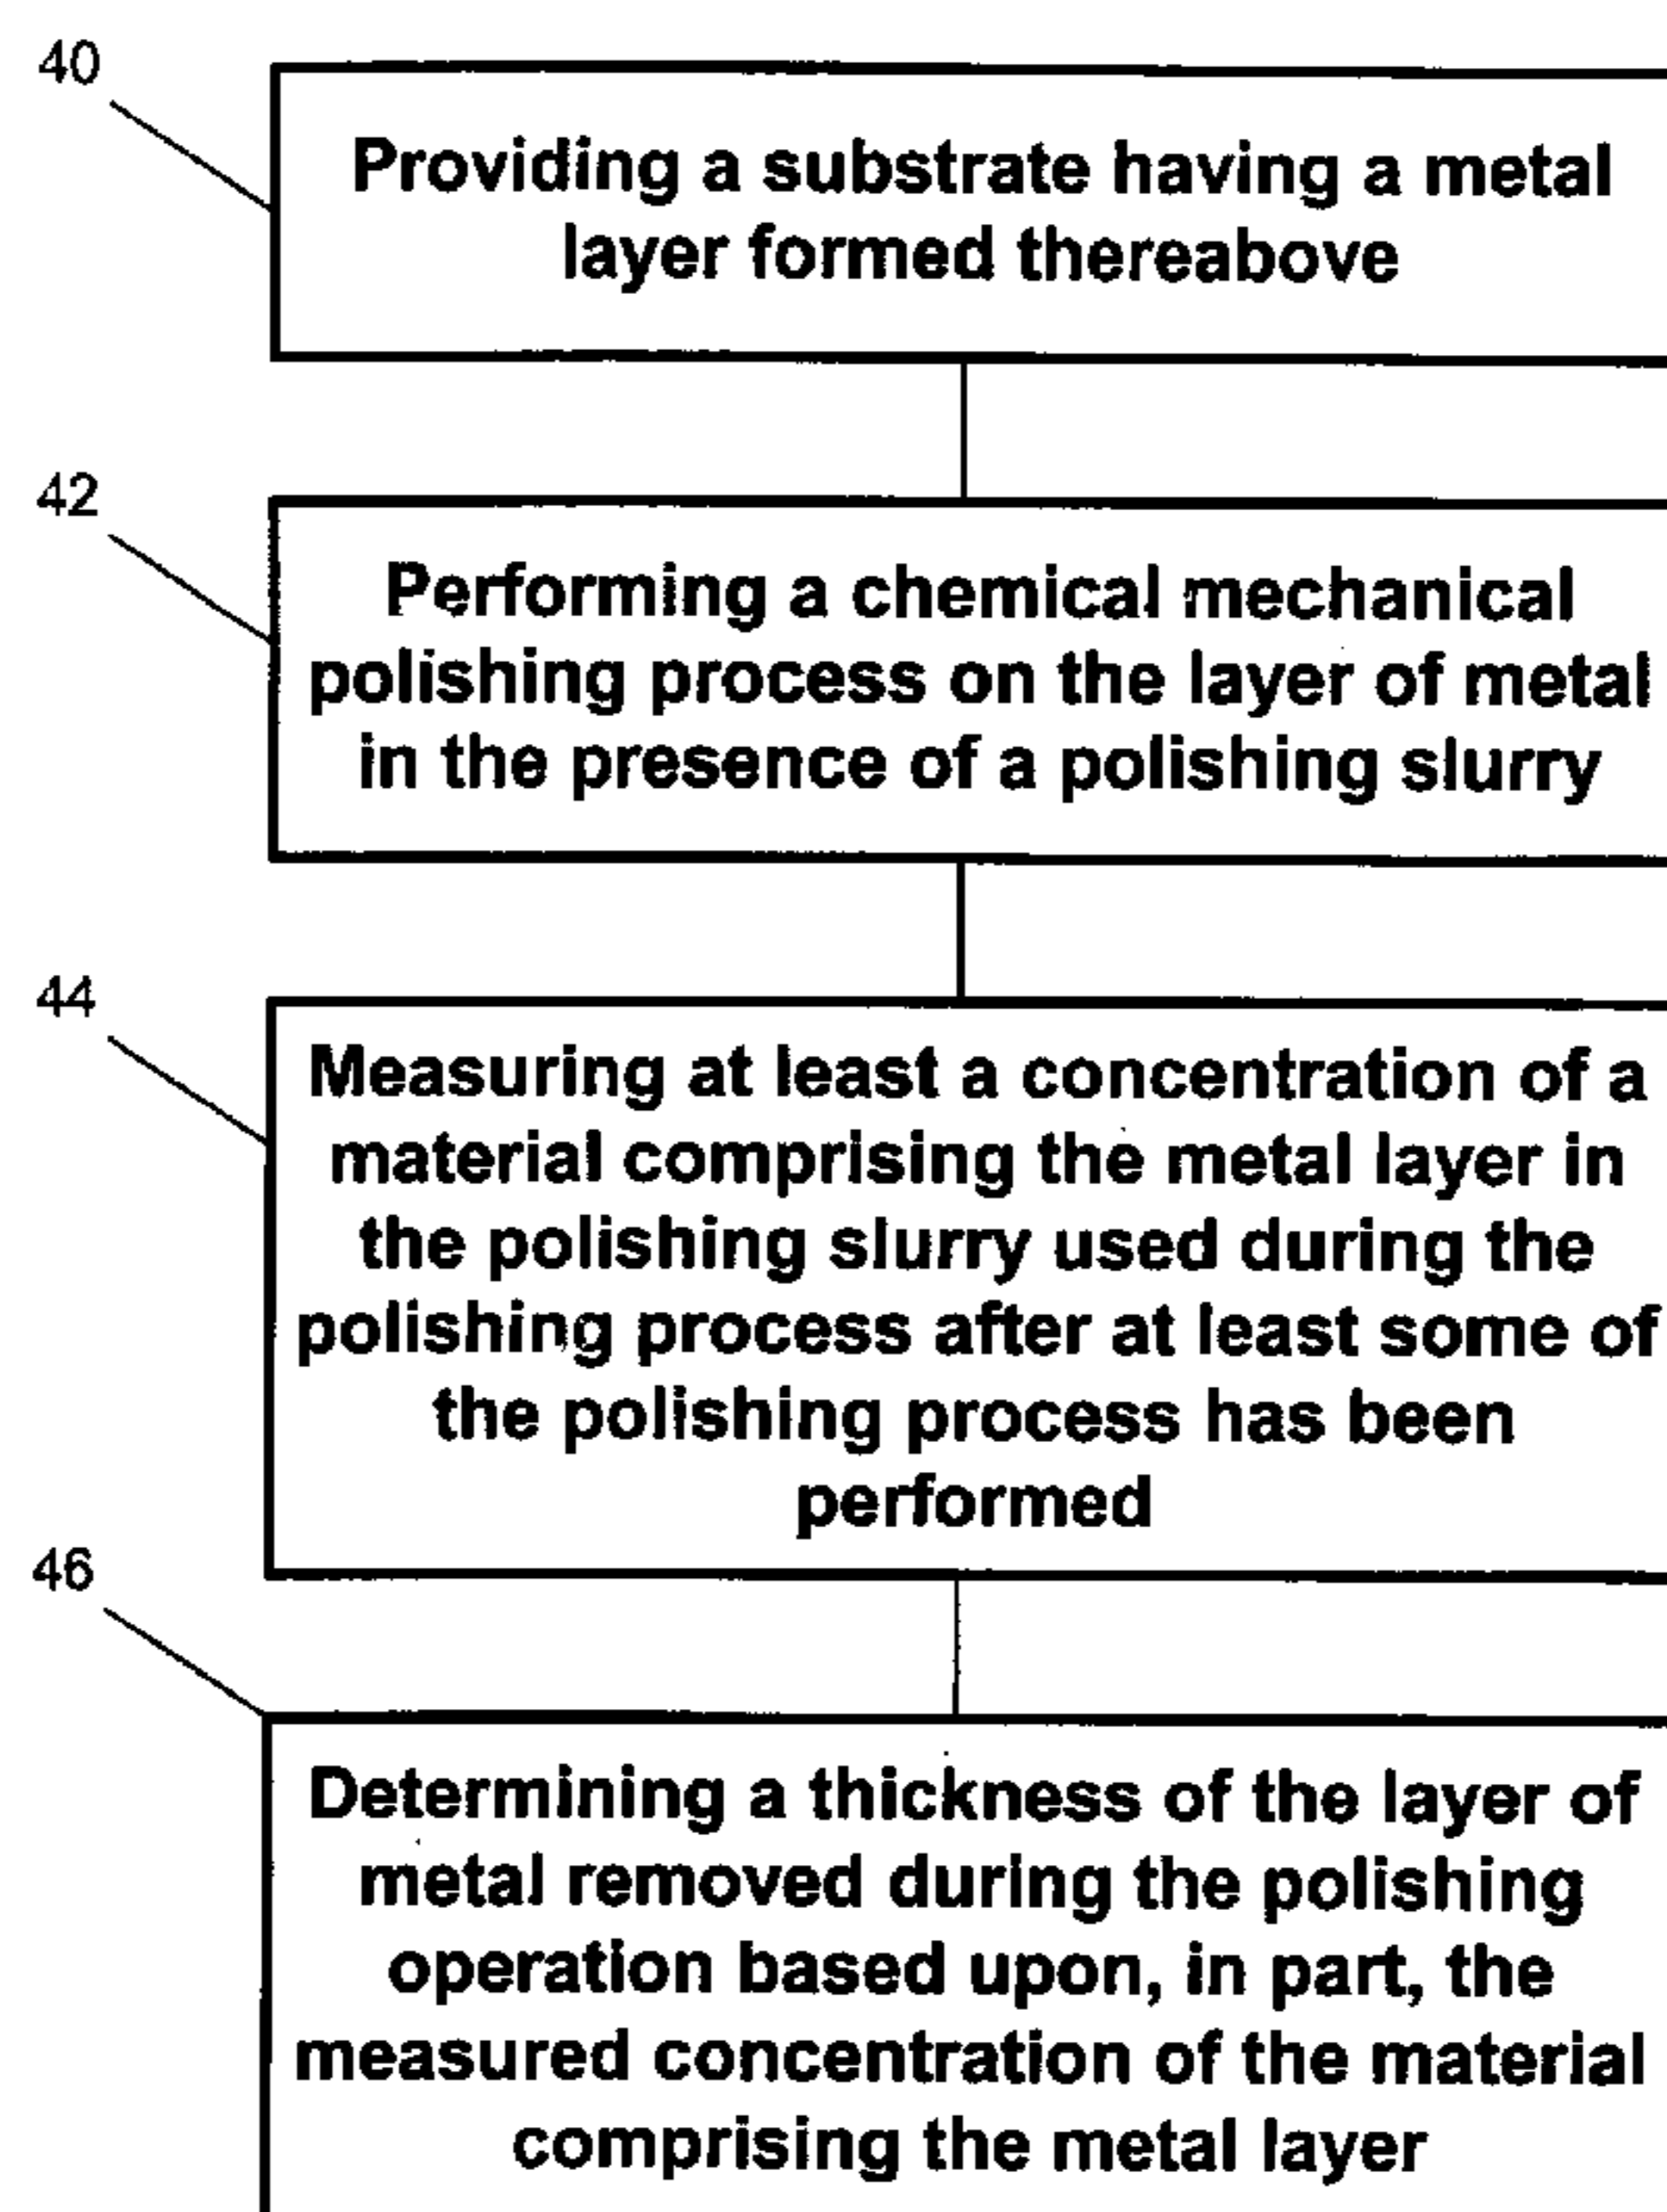 40
Providing a substrate having a metal
layer formed thereabove
42
Performing a chemical mechanical
polishing process on the layer of metal
in the presence of a polishing slurry
44
Measuring at least a concentration of a
material comprising the metal layer in
the polishing slurry used during the
polishing process after at least some of
the polishing process has been
performed
46
Determining a thickness of the layer of
metal removed during the polishing
operation based upon, in part, the
measured concentration of the material
comprising the metal layer